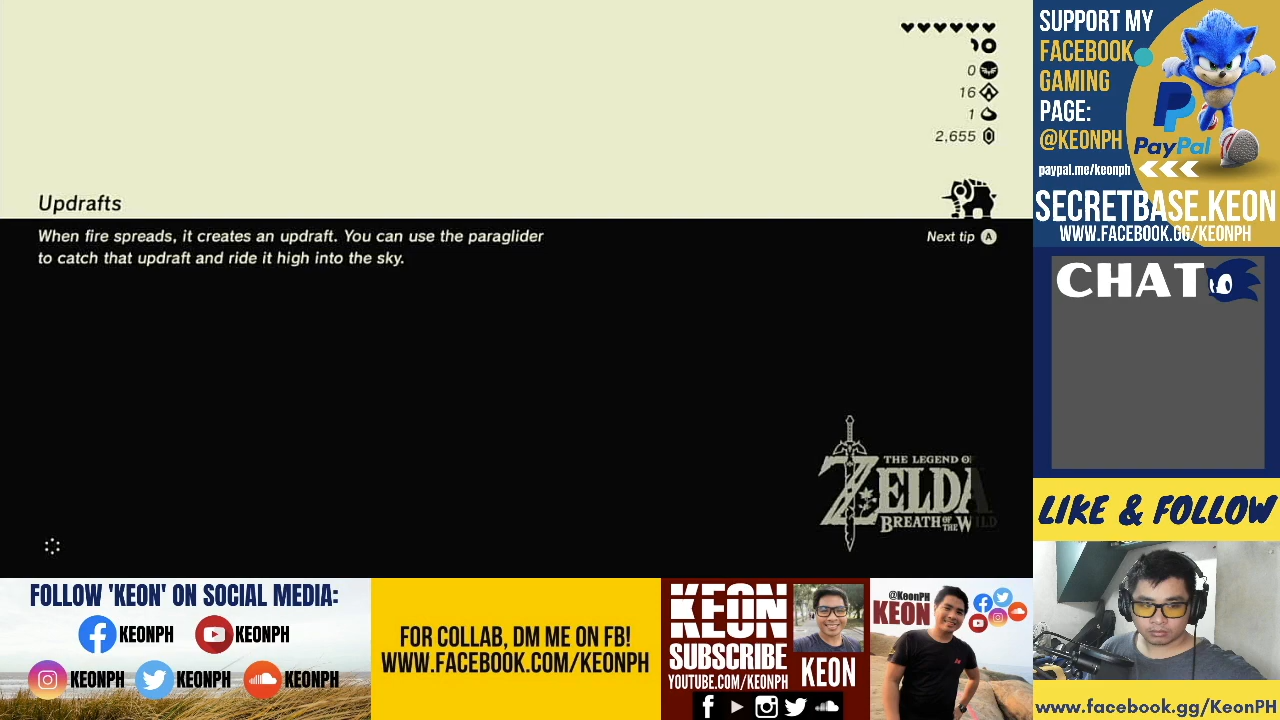 0
16
1
2,655
Updrafts
When fire spreads, it creates an updraft. You can use the paraglider
to catch that updraft and ride it high into the sky.
Next tip A
THE LEGEND OF
ZELDA
BREATH OF THE WILD
SUPPORT MY
FACEBOOK
GAMING
PAGE:
@KEONPH
PayPal
paypal.me/keonph
SECRETBASE.KEON
WWW.FACEBOOK.GG/KEONPH
CHAT
LIKE & FOLLOW
www.facebook.gg/KeonPH
FOLLOW 'KEON' ON SOCIAL MEDIA:
KEONPH
KEONPH
KEONPH
KEONPH
KEONPH
FOR COLLAB, DM ME ON FB!
WWW.FACEBOOK.COM/KEONPH
KEON
SUBSCRIBE
YOUTUBE.COM/KEONPH
KEON
@KeonPH
KEON